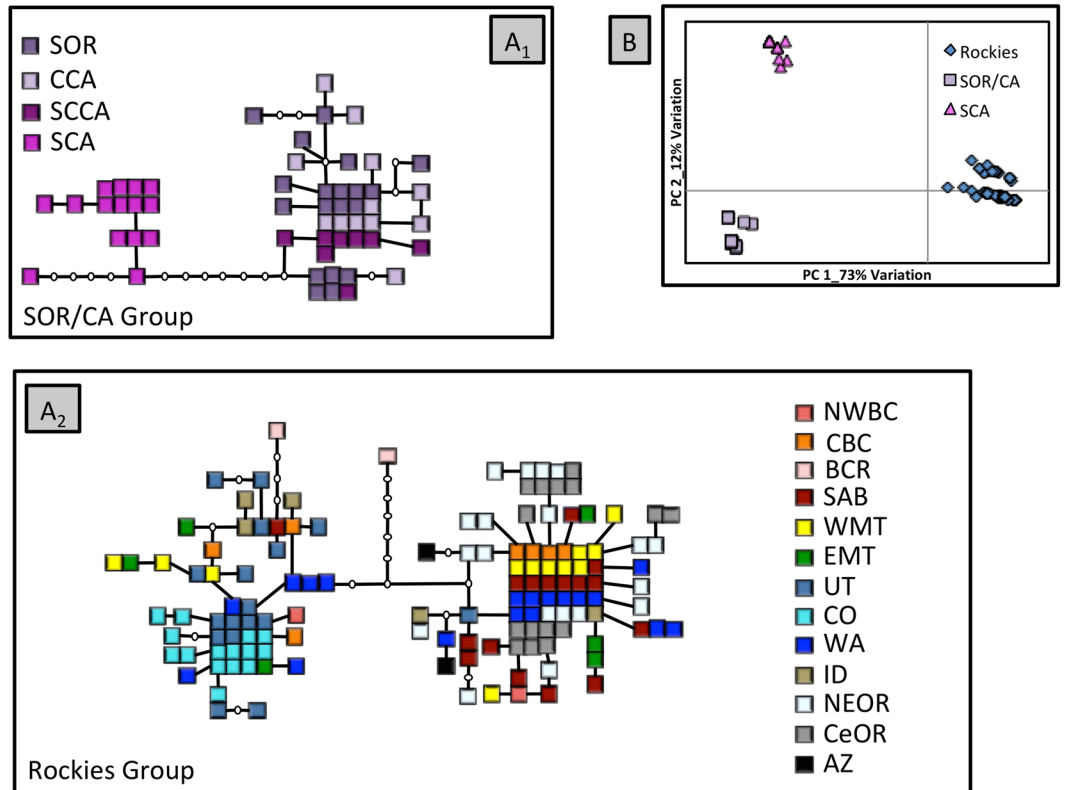 A1
SOR
CCA
SCCA
SCA
SOR/CA Group
B
PC 2_12% Variation
Rockies
SOR/CA
SCA
PC 1_73% Variation
A2
NWBC
CBC
BCR
SAB
WMT
EMT
UT
CO
WA
ID
NEOR
CeOR
AZ
Rockies Group